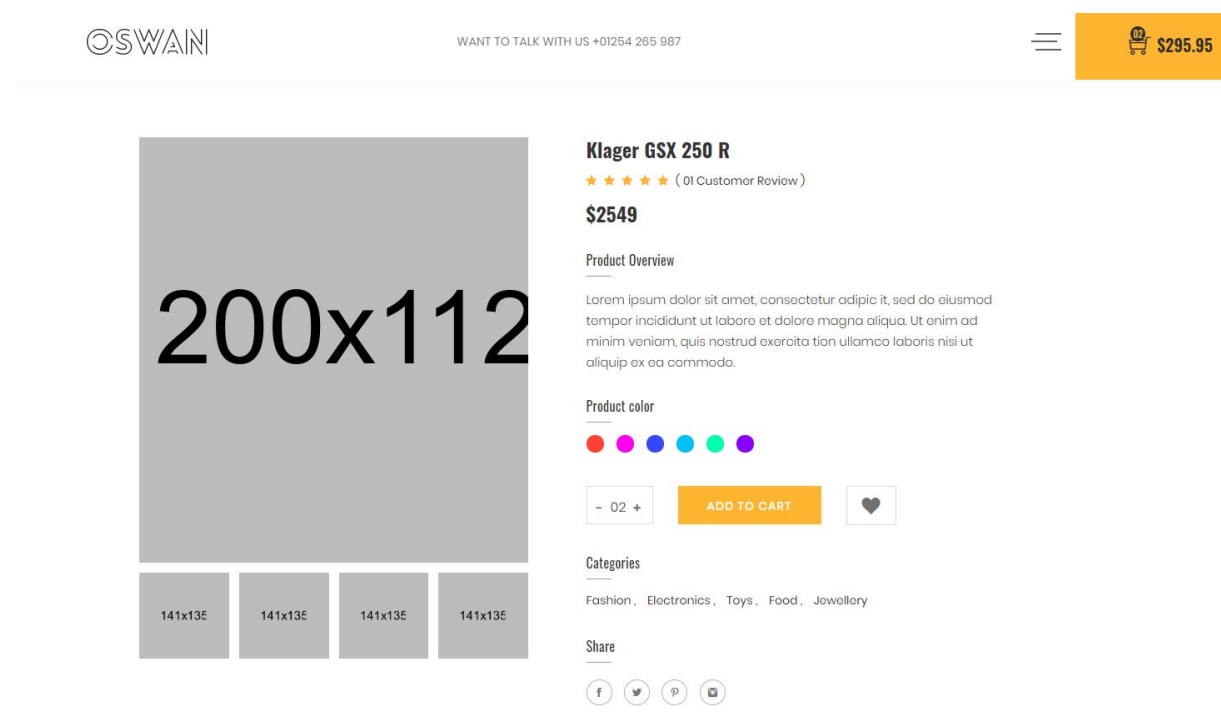 OSWAN
WANT TO TALK WITH US +01254 265 987
02
$295.95
200x112
Klager GSX 250 R
( 01 Customer Review )
$2549
Product Overview
Lorem ipsum dolor sit amet, consectetur adipic it, sed do eiusmod
tempor incididunt ut labore et dolore magna aliqua. Ut enim ad
minim veniam, quis nostrud exercita tion ullamco laboris nisi ut
aliquip ex ea commodo.
Product color
- 02 +
ADD TO CART
Categories
Fashion , Electronics , Toys , Food , Jewellery
Share
141x135
141x135
141x135
141x135